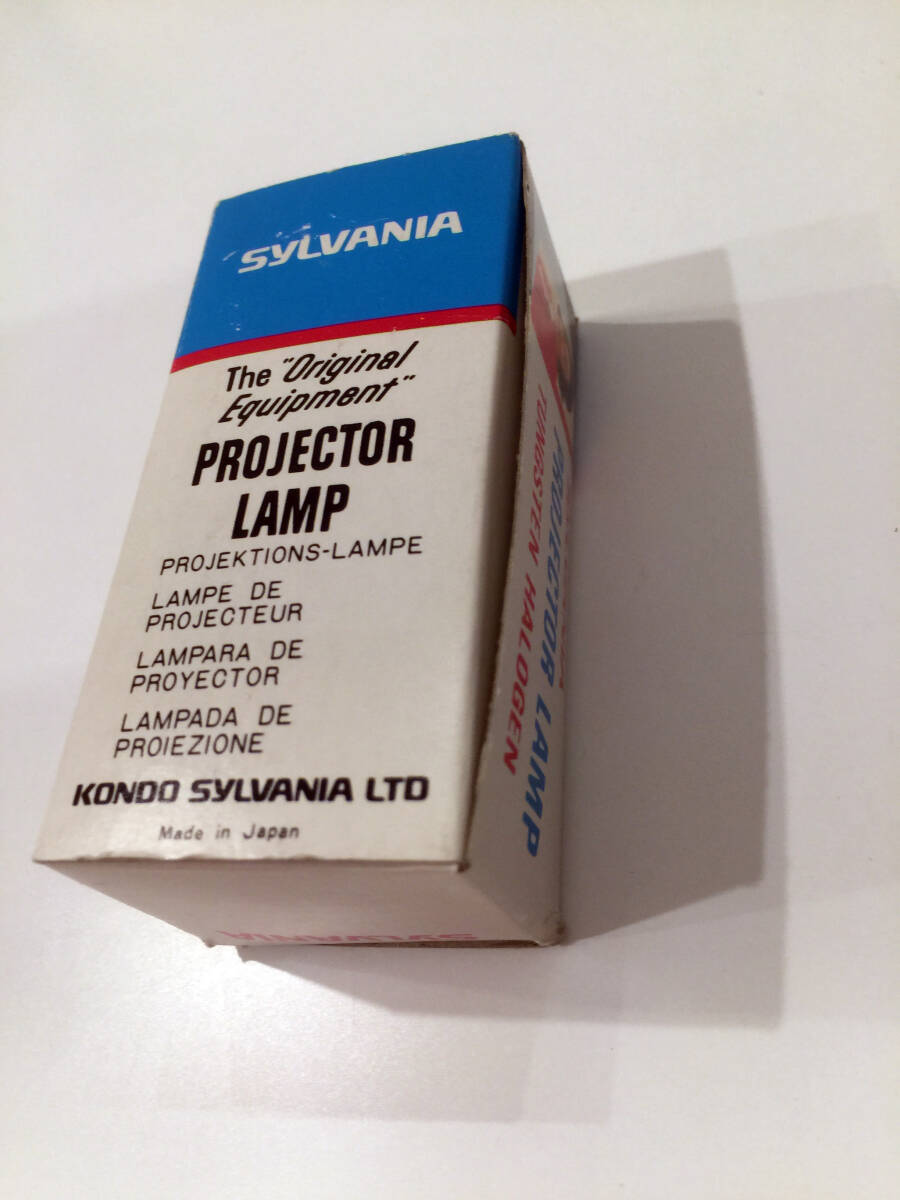 SYLVANIA
The "Original
Equipment"
PROJECTOR
LAMP
PROJEKTIONS-LAMPE
LAMPE DE
PROJECTEUR
LAMPARA DE
PROYECTOR
LAMPADA DE
PROIEZIONE
KONDO SYLVANIA LTD
Made in Japan
PROJECTOR LAMP
TUNGSTEN HALOGEN
SYLVANIA